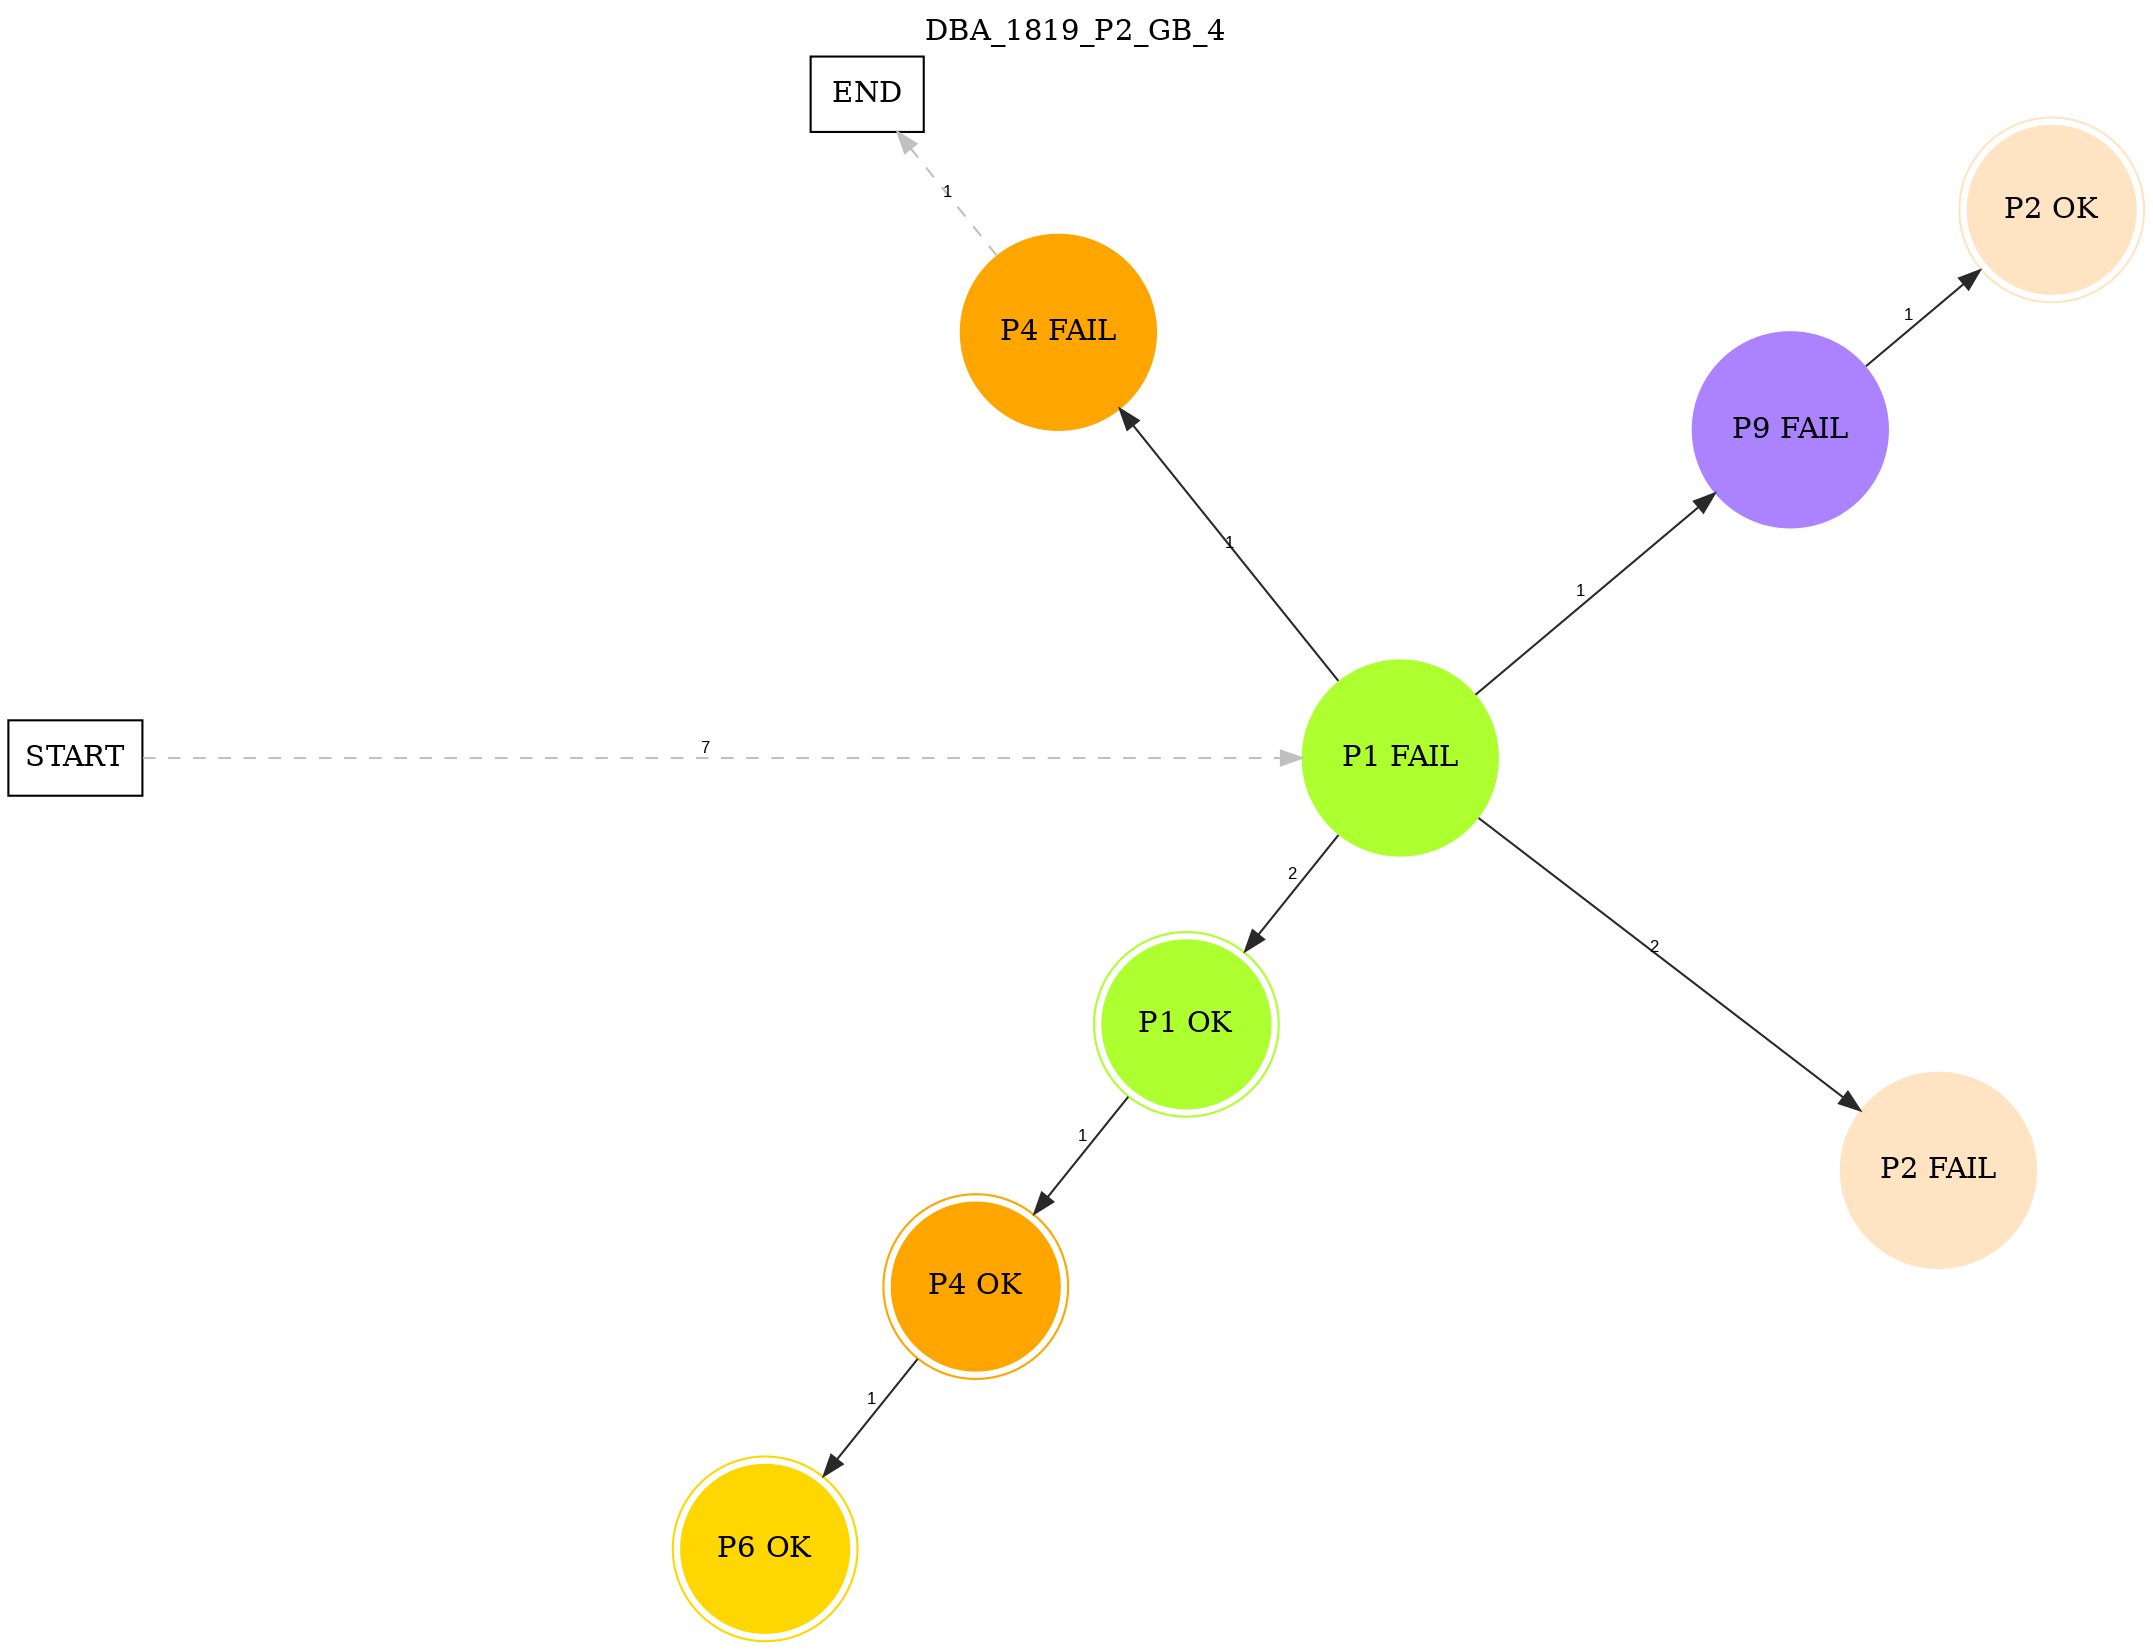 DBA_1819_P2_GB_4
END
1
P2 OK
1
P4 FAIL
P9 FAIL
1
1
START
7
P1 FAIL
2
2
P1 OK
1
P2 FAIL
P4 OK
1
P6 OK